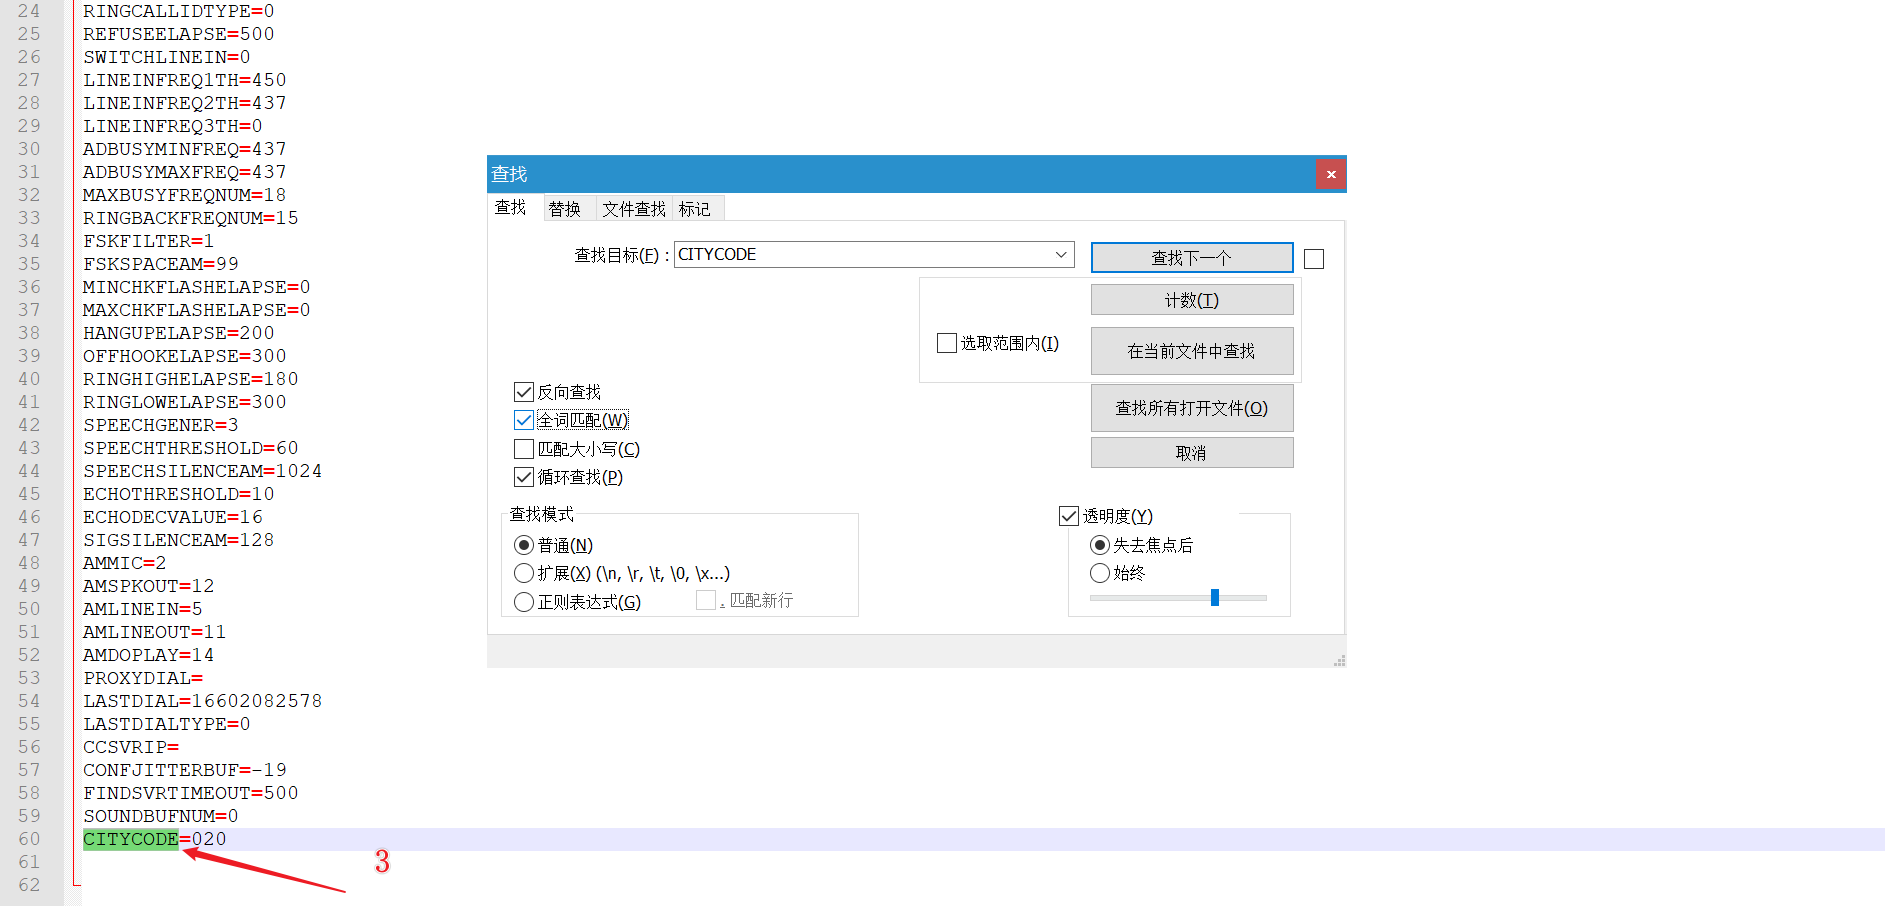 24 RINGCALLIDTYPE=0
25 REFUSEELAPSE=500
26 SWITCHLINEIN=0
27 LINEINFREQ1TH=450
28 LINEINFREQ2TH=437
29 LINEINFREQ3TH=0
30 ADBUSYMINFREQ=437
31 ADBUSYMAXFREQ=437
32 MAXBUSYFREQNUM=18
33 RINGBACKFREQNUM=15
34 FSKFILTER=1
35 FSKSPACEAM=99
36 MINCHKFLASHELAPSE=0
37 MAXCHKFLASHELAPSE=0
38 HANGUPELAPSE=200
39 OFFHOOKELAPSE=300
40 RINGHIGHELAPSE=180
41 RINGLOWELAPSE=300
42 SPEECHGENER=3
43 SPEECHTHRESHOLD=60
44 SPEECHSILENCEAM=1024
45 ECHOTHRESHOLD=10
46 ECHODECVALUE=16
47 SIGSILENCEAM=128
48 AMMIC=2
49 AMSPKOUT=12
50 AMLINEIN=5
51 AMLINEOUT=11
52 AMDOPLAY=14
53 PROXYDIAL=
54 LASTDIAL=16602082578
55 LASTDIALTYPE=0
56 CCSVRIP=
57 CONFJITTERBUF=-19
58 FINDSVRTIMEOUT=500
59 SOUNDBUFNUM=0
60 CITYCODE=020
61
62
3
查找
查找 替换 文件查找 标记
查找目标(F) : CITYCODE 查找下一个
计数(T)
选取范围内(I) 在当前文件中查找
反向查找 查找所有打开文件(O)
全词匹配(W)
匹配大小写(C) 取消
循环查找(P)
查找模式 透明度(Y)
普通(N) 失去焦点后
扩展(X) (\n, \r, \t, \0, \x...) 始终
正则表达式(G) . 匹配新行